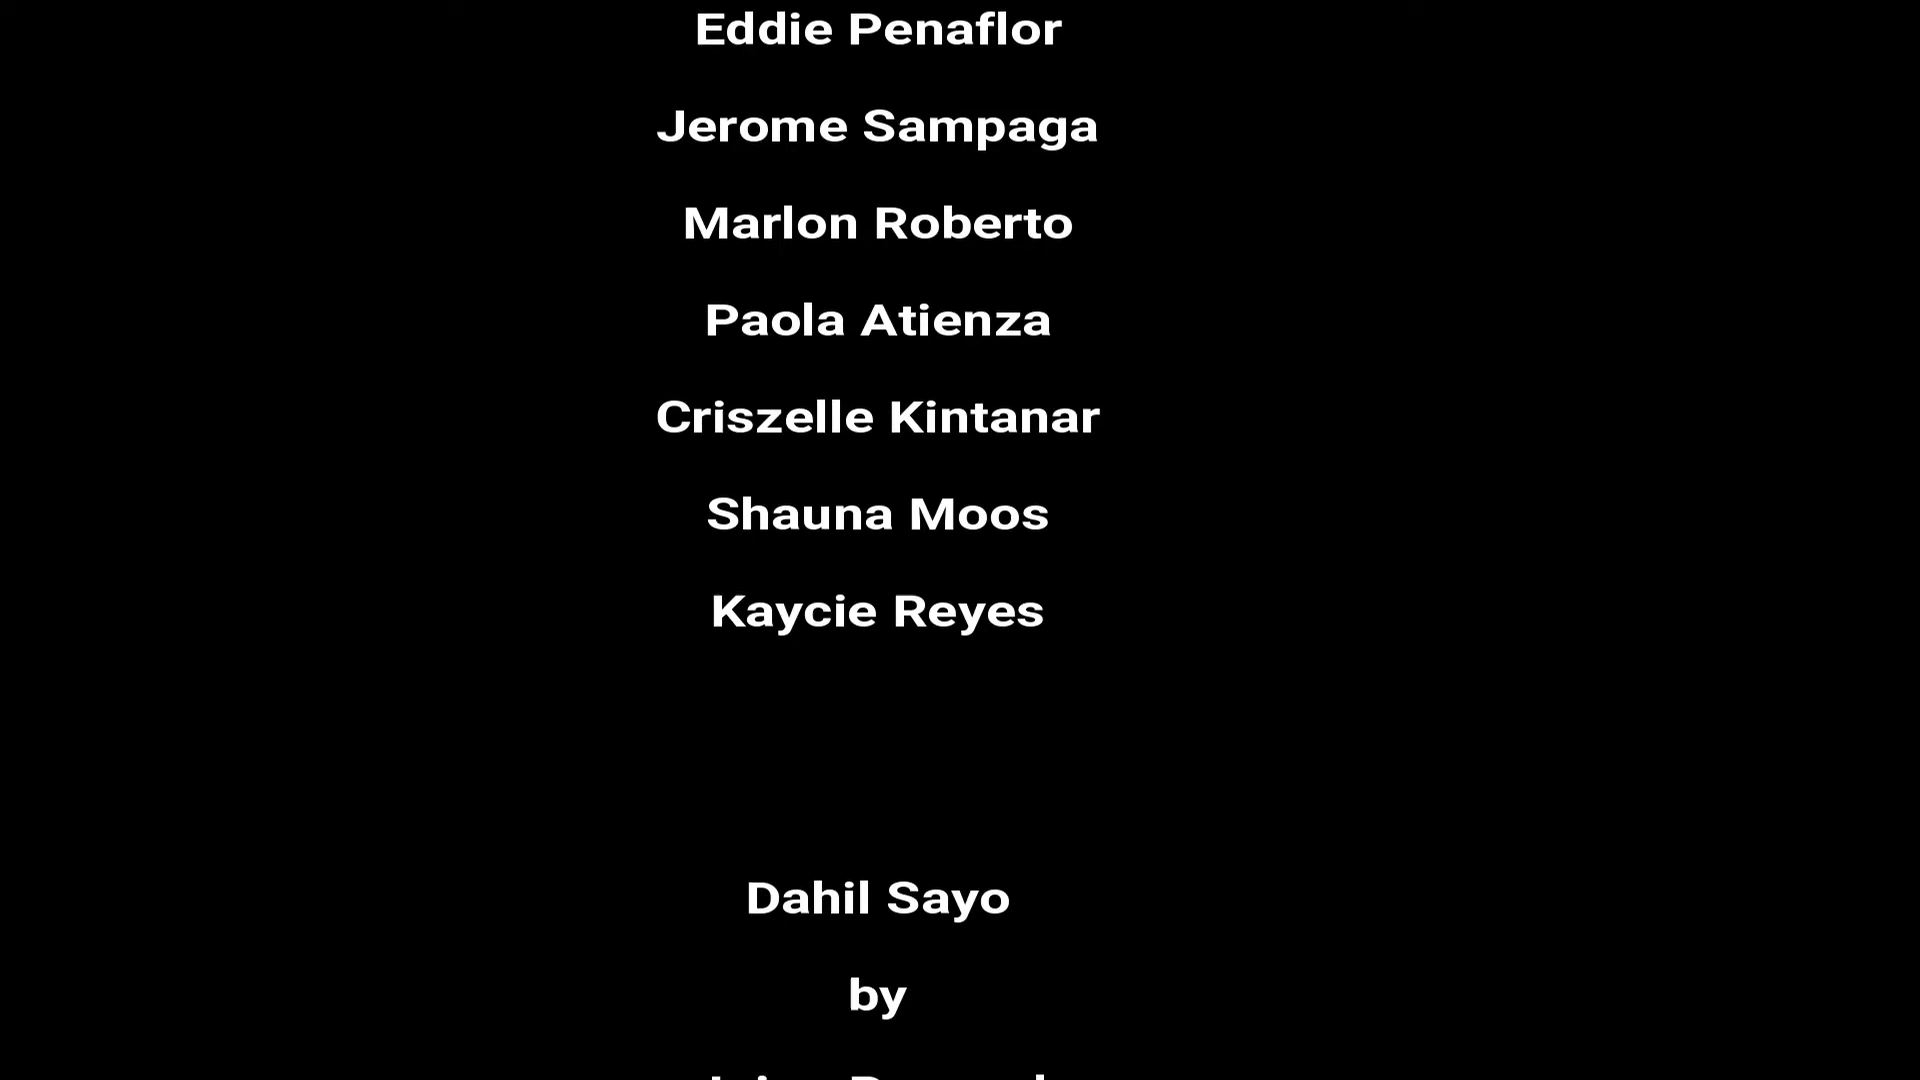 Eddie Penaflor
Jerome Sampaga
Marlon Roberto
Paola Atienza
Criszelle Kintanar
Shauna Moos
Kaycie Reyes
Dahil Sayo
by